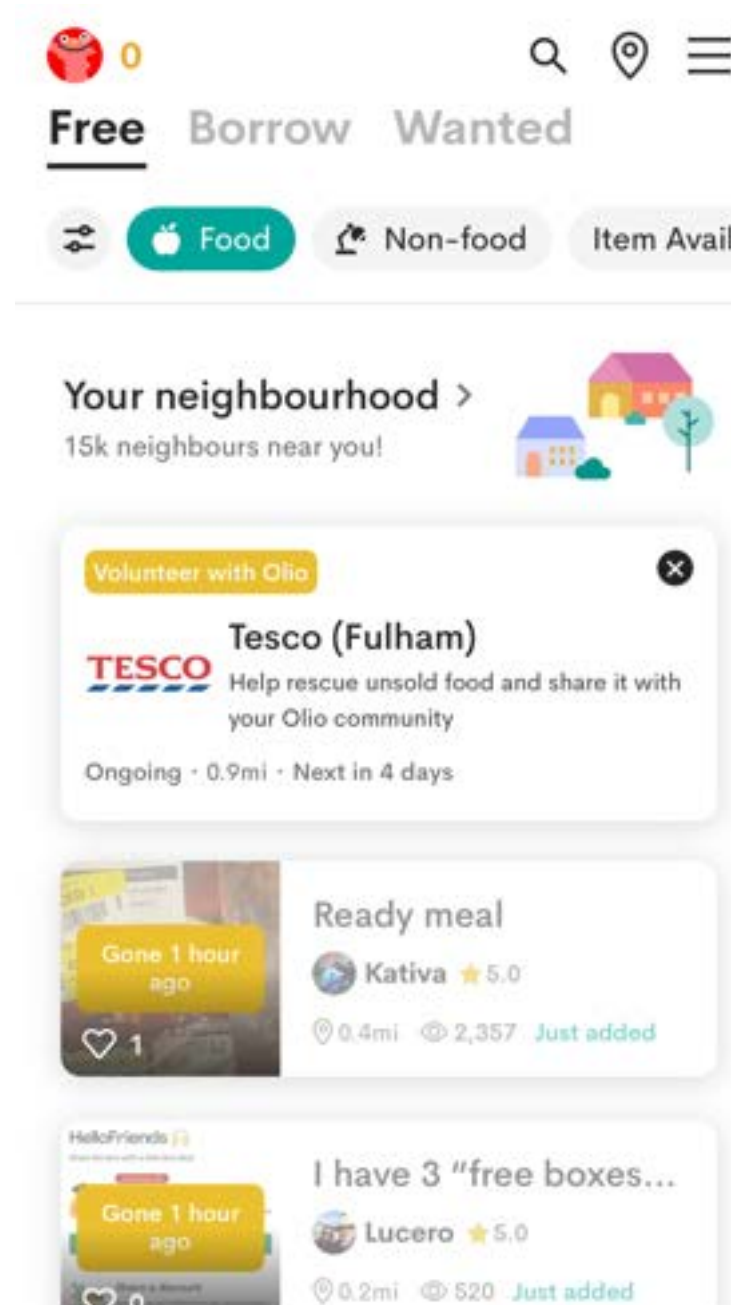 0
Free Borrow Wanted
Food Non-food Item Avail
Your neighbourhood >
15k neighbours near you!
Volunteer with Olio
Tesco (Fulham)
TESCO
Help rescue unsold food and share it with
your Olio community
Ongoing · 0.9mi · Next in 4 days
Gone 1 hour
ago
1
Ready meal
Kativa 5.0
0.4mi 2,357 Just added
HelloFriends
Gone 1 hour
ago
0
I have 3 “free boxes...
Lucero 5.0
0.2mi 520 Just added